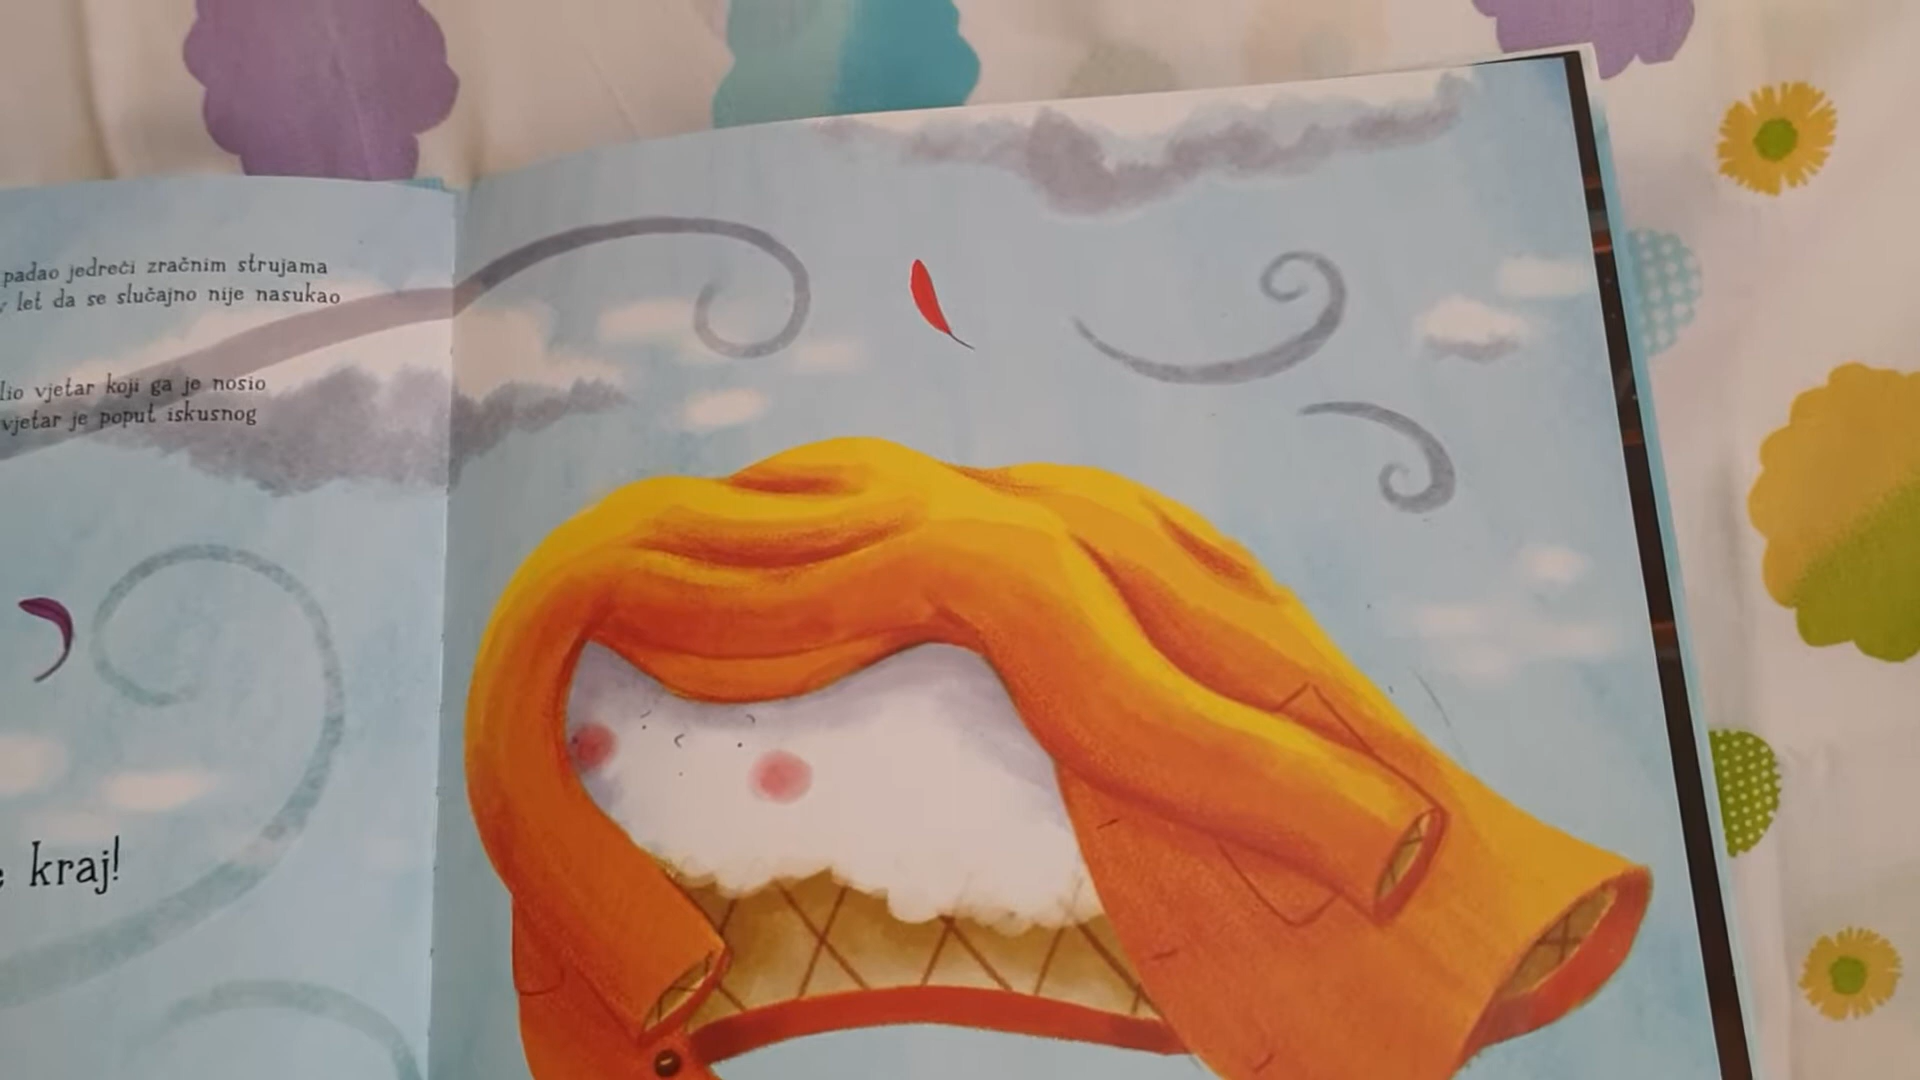 padao jedreći zračnim strujama
let da se slučajno nije nasukao
vjetar koji ga je nosio
vjetar je poput iskusnog
kraj!